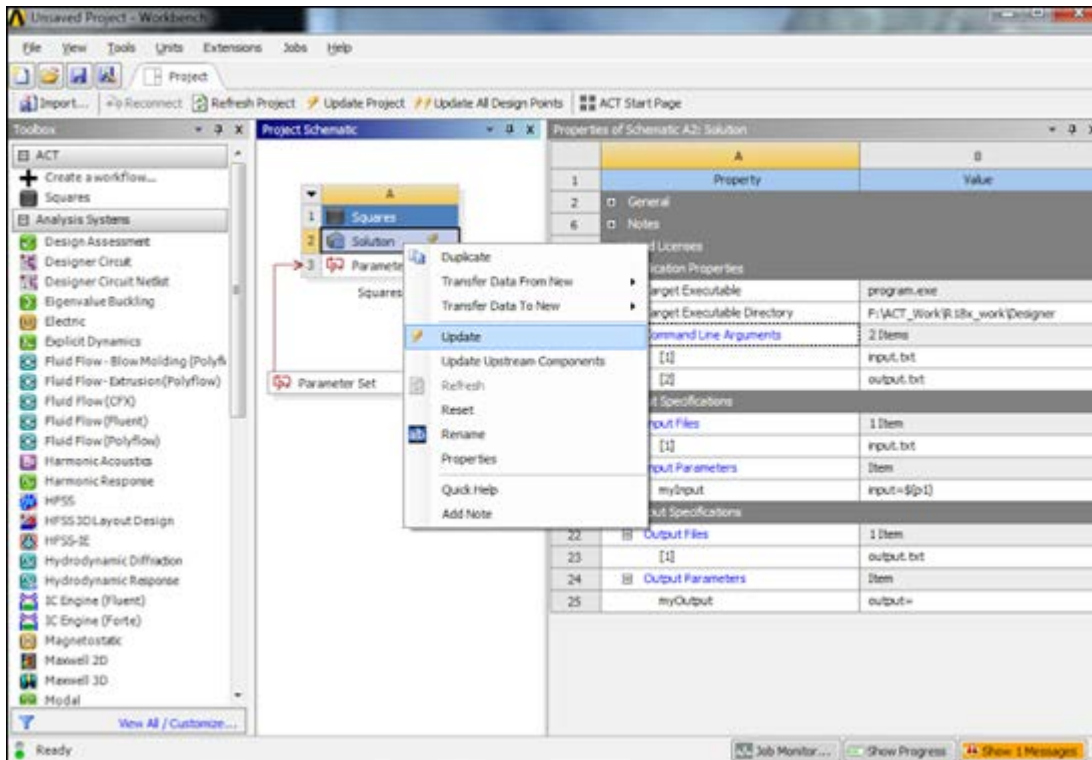 Unsaved Project - Workbench
File View Tools Units Extensions Jobs Help
Project
Import... Reconnect Refresh Project Update Project Update All Design Points ACT Start Page
Toolbox
ACT
Create a workflow...
Squares
Analysis Systems
Design Assessment
Designer Circuit
Designer Circuit Netlist
Eigenvalue Buckling
Electric
Explicit Dynamics
Fluid Flow - Blow Molding (Polyfl
Fluid Flow - Extrusion(Polyflow)
Fluid Flow (CFX)
Fluid Flow (Fluent)
Fluid Flow (Polyflow)
Harmonic Acoustics
Harmonic Response
HFSS
HFSS 3D Layout Design
HFSS-IE
Hydrodynamic Diffraction
Hydrodynamic Response
IC Engine (Fluent)
IC Engine (Forte)
Magnetostatic
Maxwell 2D
Maxwell 3D
Modal
View All / Customize...
Project Schematic
A
1 Squares
2 Solution
3 Paramete
Squares
Parameter Set
Duplicate
Transfer Data From New
Transfer Data To New
Update
Update Upstream Components
Refresh
Reset
Rename
Properties
Quick Help
Add Note
Properties of Schematic A2: Solution
A B
1 Property Value
2 General
6 Notes
d Licenses
ication Properties
arget Executable program.exe
arget Executable Directory F:\ACT_Work\R18x_work\Designer
ommand Line Arguments 2 Items
[1] input.txt
[2] output.txt
t Specifications
nput Files 1 Item
[1] input.txt
nput Parameters Item
myInput input=${p1}
ut Specifications
22 Output Files 1 Item
23 [1] output.txt
24 Output Parameters Item
25 myOutput output=
Ready
Job Monitor... Show Progress Show 1 Messages